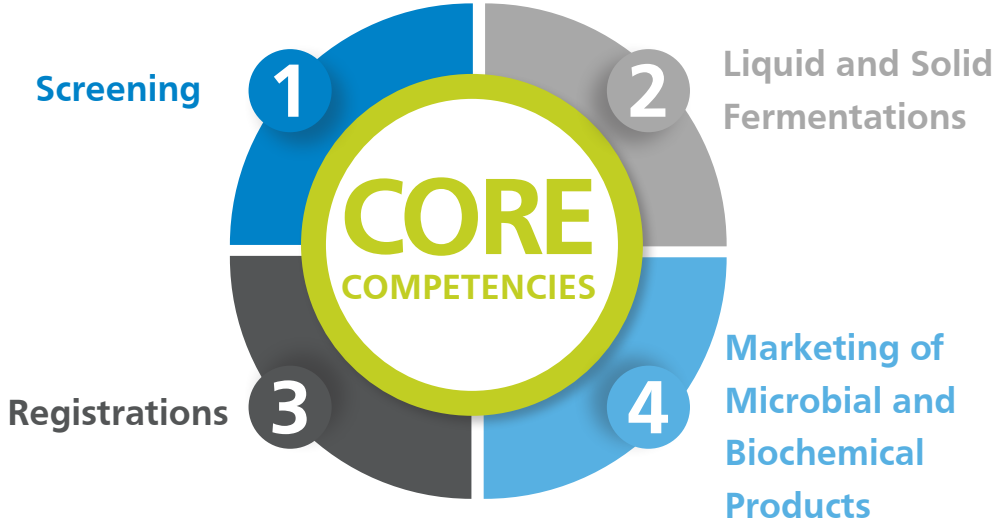 Screening
1
2
Liquid and Solid
Fermentations
CORE
COMPETENCIES
Registrations
3
4
Marketing of
Microbial and
Biochemical
Products